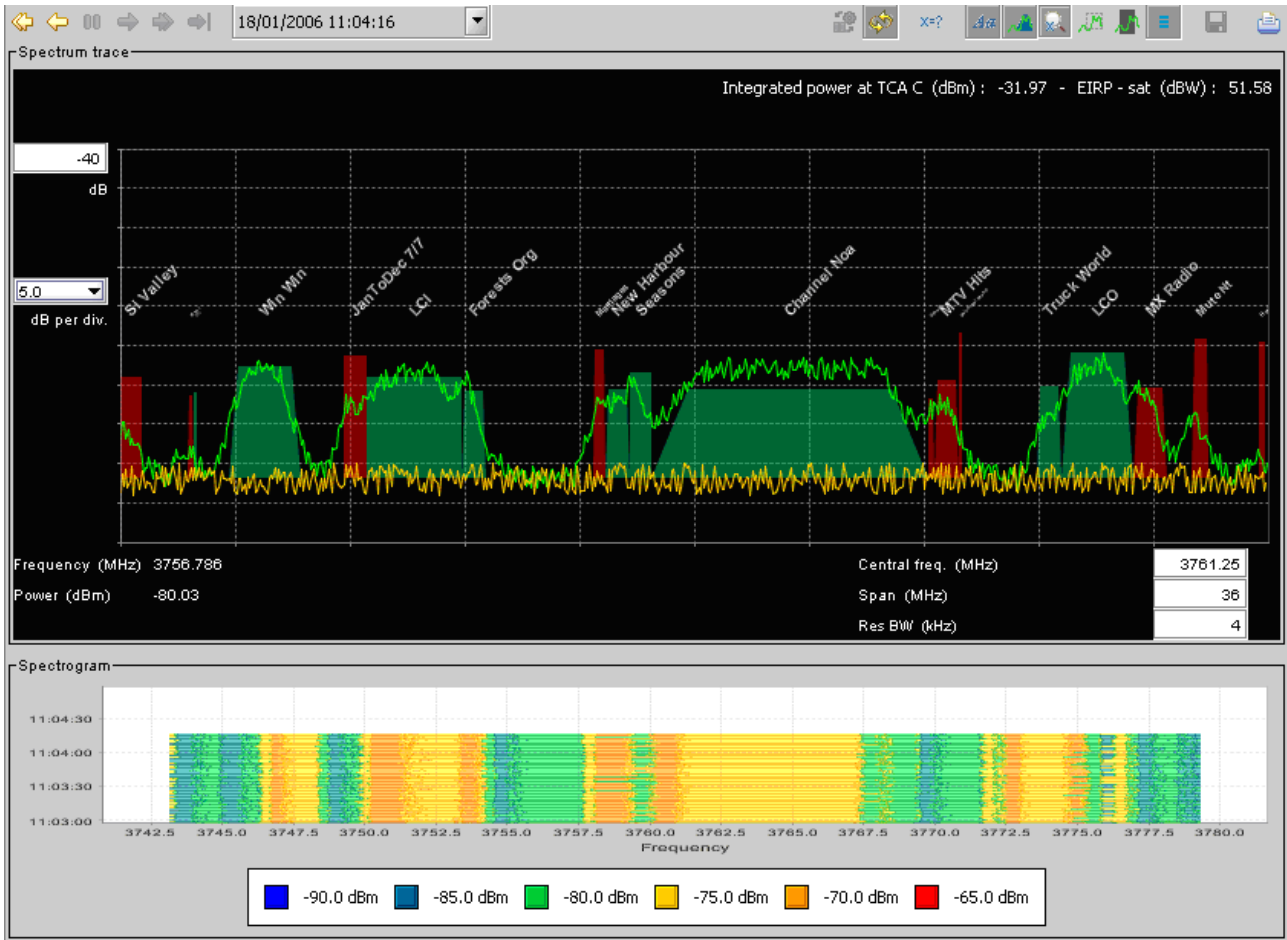 18/01/2006 11:04:16
x=?
Aa
Spectrum trace
Integrated power at TCA C (dBm) : -31.97 - EIRP - sat (dBW) : 51.58
-40
dB
5.0
dB per div.
SI Valley
Win Win
JanToDec 7/7
LCI
Forests Org
New Harbour
Seasons
Channel Noa
MTV Hits
Truck World
LCO
MX Radio
Mute Nt
Frequency (MHz) 3756.786
Power (dBm) -80.03
Central freq. (MHz) 3761.25
Span (MHz) 36
Res BW (kHz) 4
Spectrogram
11:04:30
11:04:00
11:03:30
11:03:00
3742.5 3745.0 3747.5 3750.0 3752.5 3755.0 3757.5 3760.0 3762.5 3765.0 3767.5 3770.0 3772.5 3775.0 3777.5 3780.0
Frequency
-90.0 dBm -85.0 dBm -80.0 dBm -75.0 dBm -70.0 dBm -65.0 dBm